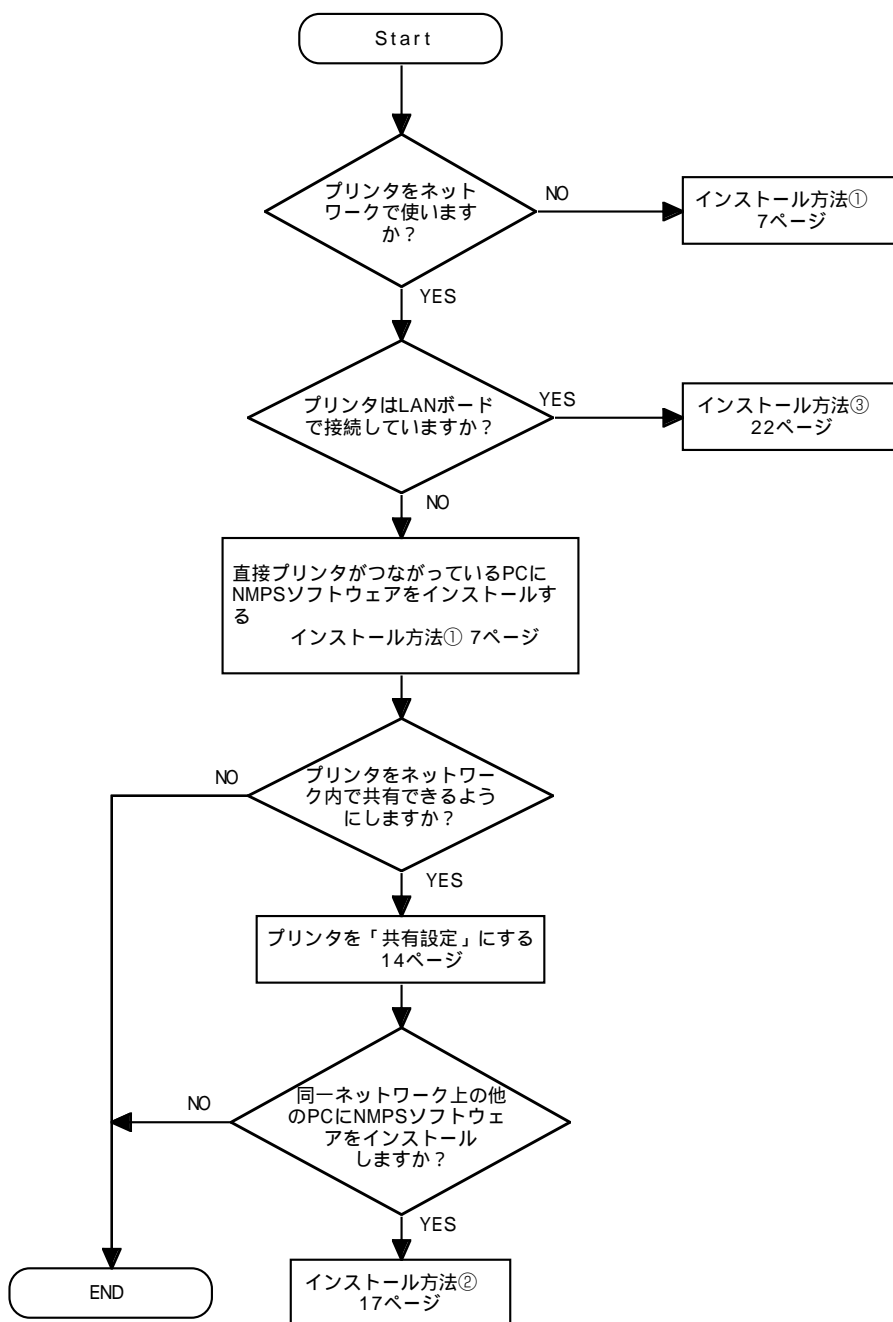 Start
プリンタをネット
ワークで使います
か？
NO
インストール方法①
7ページ
YES
プリンタはLANボード
で接続していますか？
YES
インストール方法③
22ページ
NO
直接プリンタがつながっているPCに
NMPSソフトウェアをインストールす
る
インストール方法① 7ページ
NO
プリンタをネットワー
ク内で共有できるよう
にしますか？
YES
プリンタを「共有設定」にする
14ページ
NO
同一ネットワーク上の他
のPCにNMPSソフトウェ
アをインストール
しますか？
YES
END
インストール方法②
17ページ